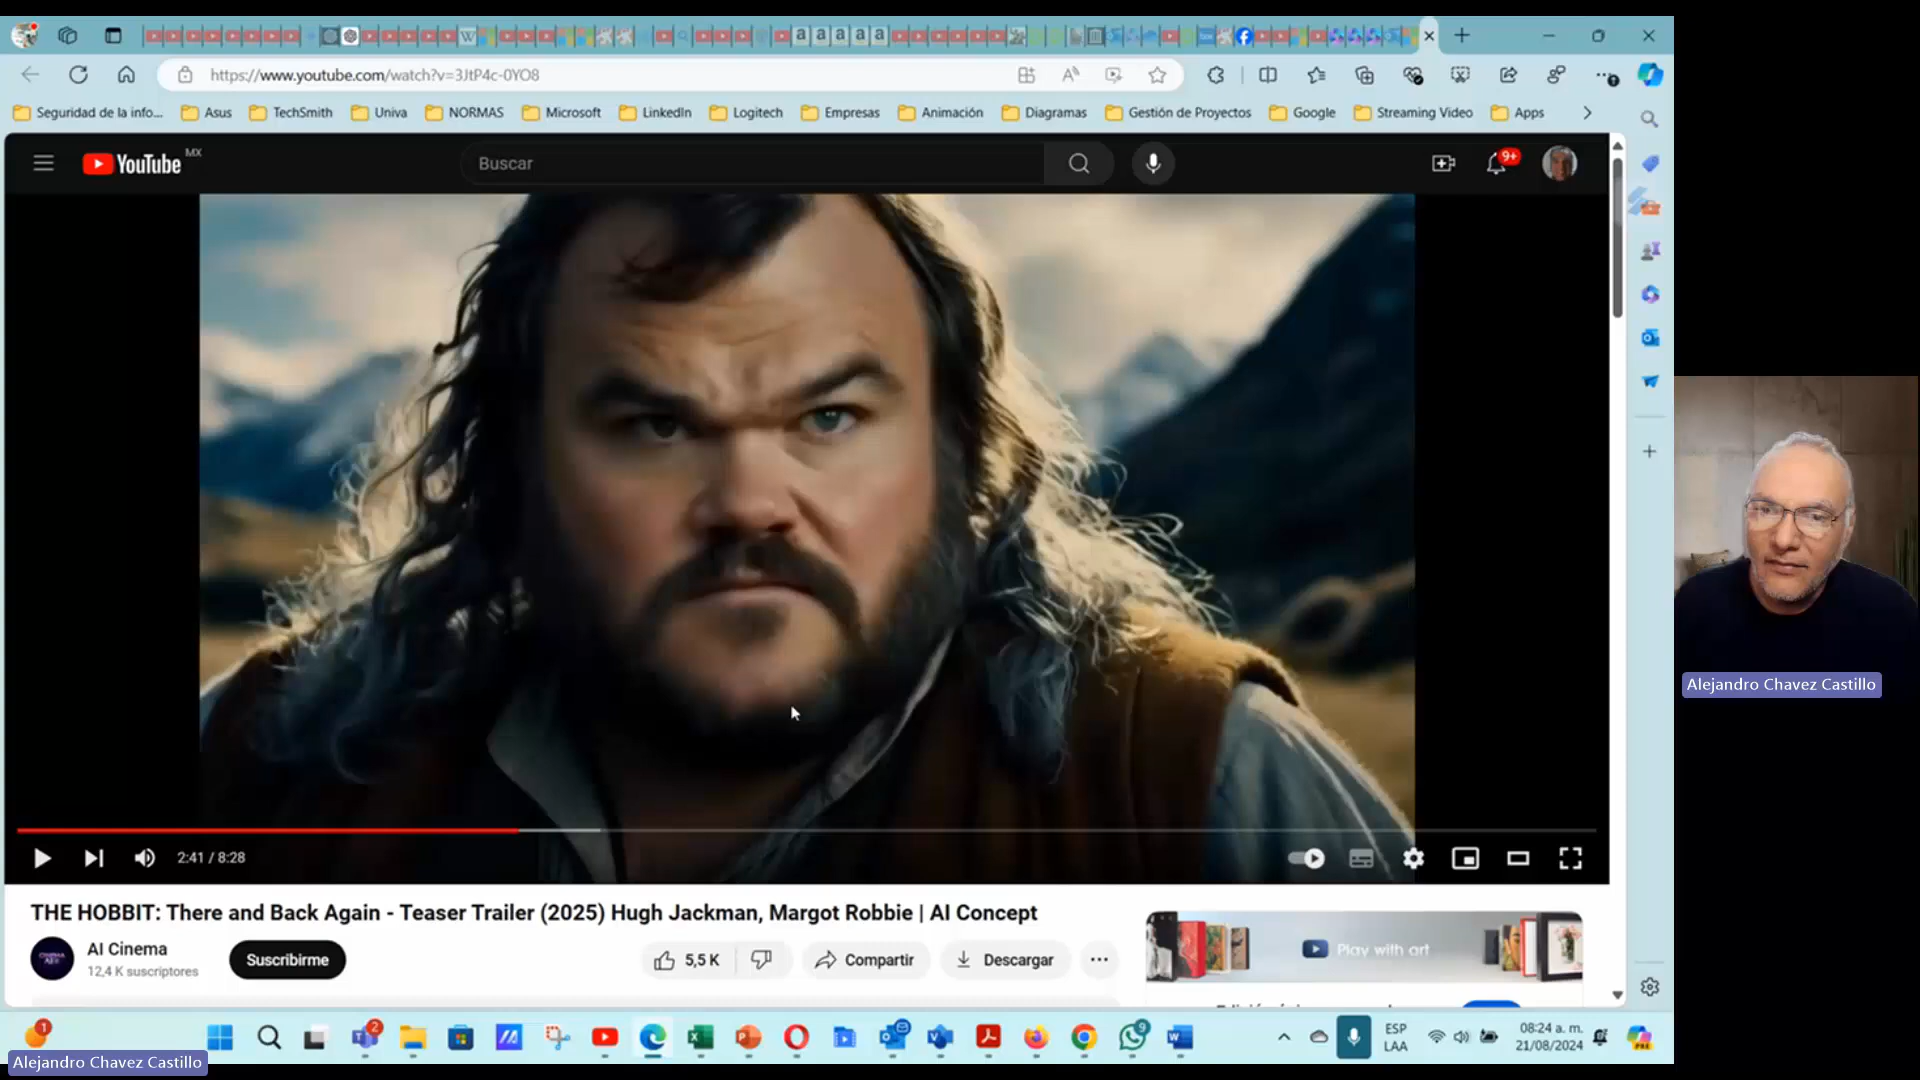 https://www.youtube.com/watch?v=3JtP4c-0YO8
Seguridad de la info...
Asus
TechSmith
Univa
NORMAS
Microsoft
LinkedIn
Logitech
Empresas
Animación
Diagramas
Gestión de Proyectos
Google
Streaming Video
Apps
YouTube MX
Buscar
9+
2:41 / 8:28
THE HOBBIT: There and Back Again - Teaser Trailer (2025) Hugh Jackman, Margot Robbie | AI Concept
AI Cinema
12,4 K suscriptores
Suscribirme
5,5 K
Compartir
Descargar
Play with art
Alejandro Chavez Castillo
1
2
9
ESP
LAA
08:24 a. m.
21/08/2024
Alejandro Chavez Castillo